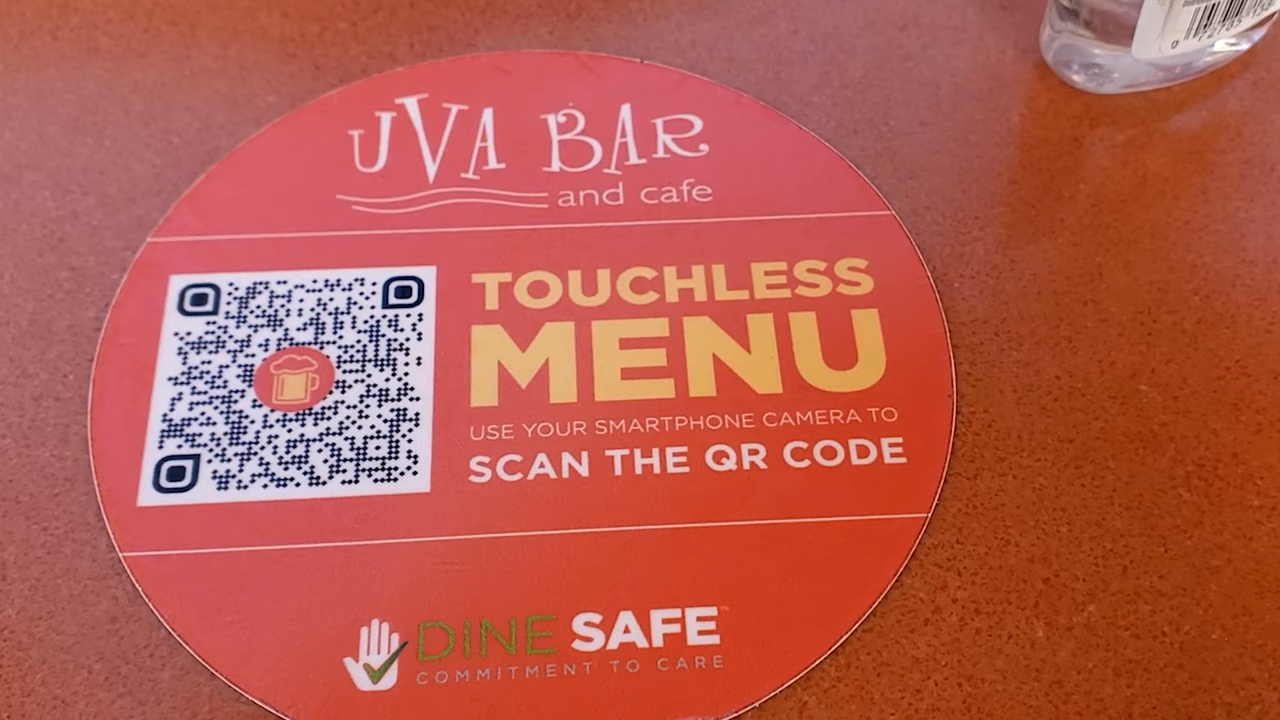 UVA BAR
and cafe
TOUCHLESS
MENU
USE YOUR SMARTPHONE CAMERA TO
SCAN THE QR CODE
DINE SAFE™
COMMITMENT TO CARE